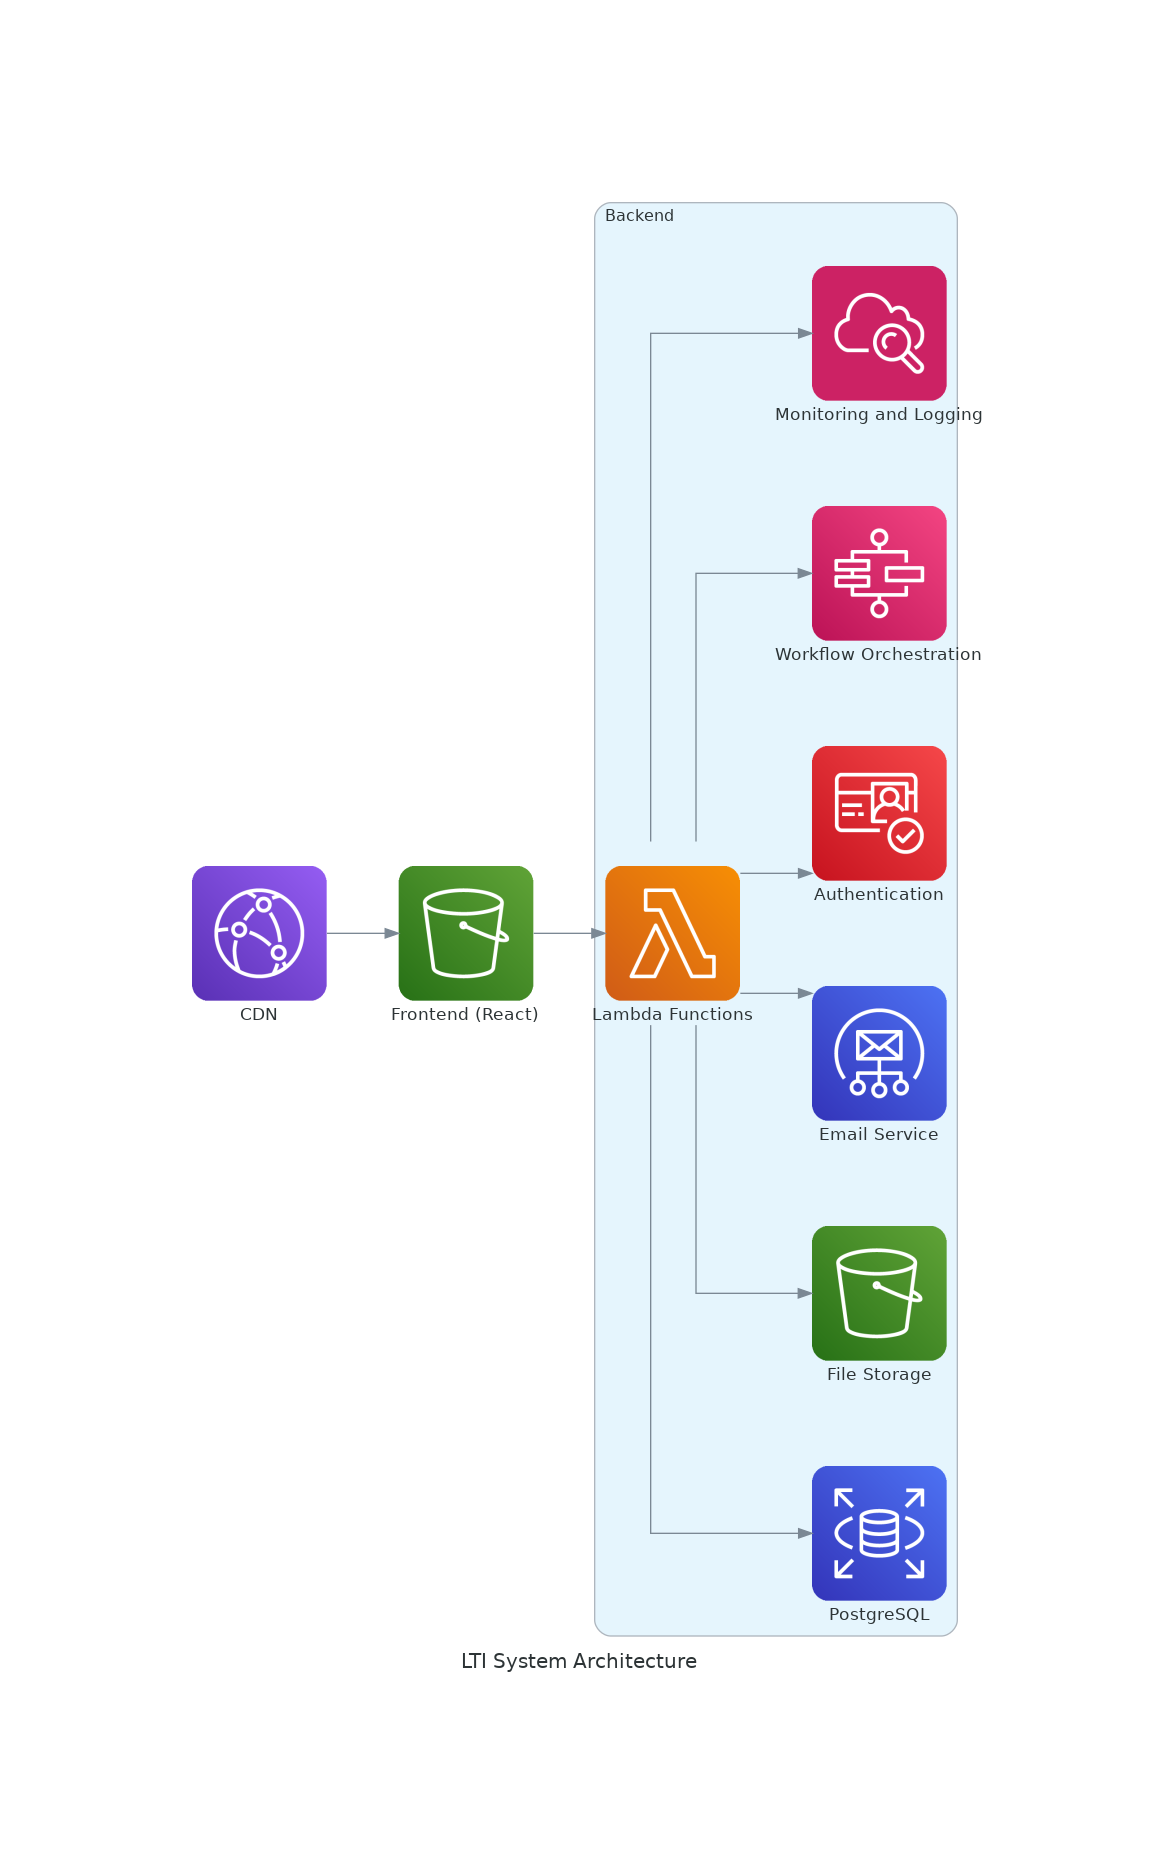 Backend
Monitoring and Logging
Workflow Orchestration
Authentication
CDN
Frontend (React)
Lambda Functions
Email Service
File Storage
PostgreSQL
LTI System Architecture